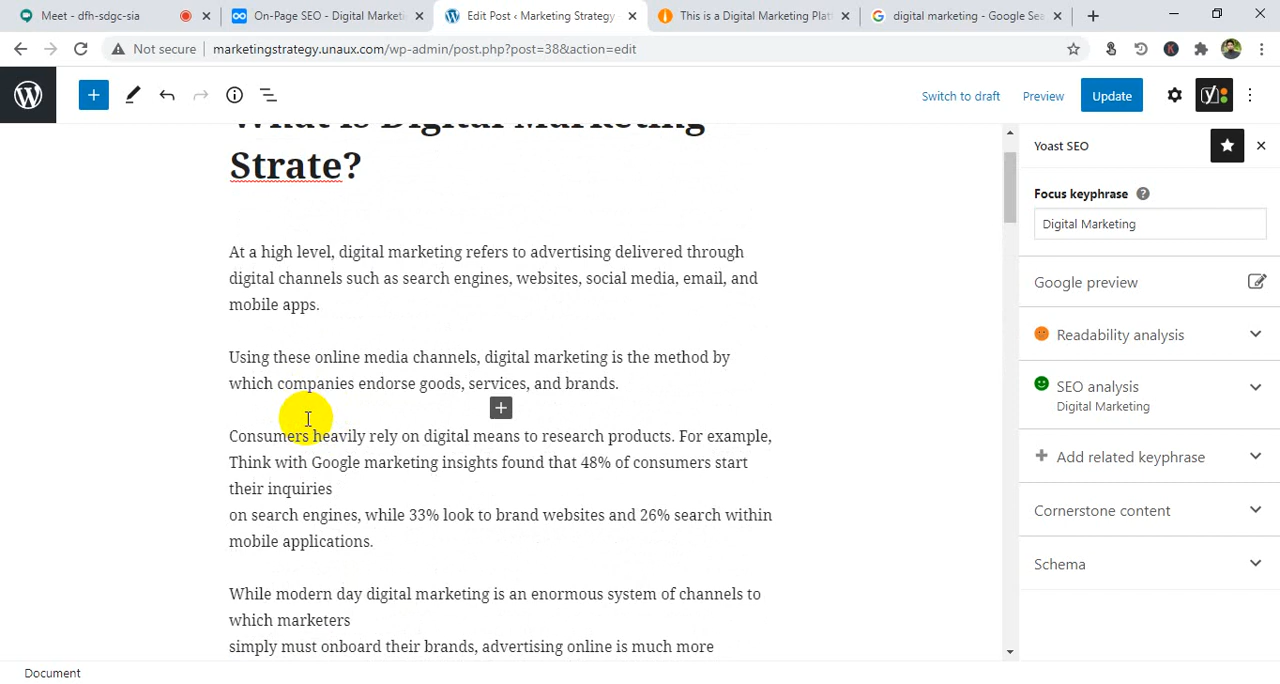 Meet - dfh-sdgc-sia
On-Page SEO - Digital Marketi
Edit Post ‹ Marketing Strategy
This is a Digital Marketing Plat
digital marketing - Google Sea
Not secure
marketingstrategy.unaux.com/wp-admin/post.php?post=38&action=edit
Switch to draft
Preview
Update
What is Digital Marketing
Strate?
At a high level, digital marketing refers to advertising delivered through
digital channels such as search engines, websites, social media, email, and
mobile apps.
Using these online media channels, digital marketing is the method by
which companies endorse goods, services, and brands.
Consumers heavily rely on digital means to research products. For example,
Think with Google marketing insights found that 48% of consumers start
their inquiries
on search engines, while 33% look to brand websites and 26% search within
mobile applications.
While modern day digital marketing is an enormous system of channels to
which marketers
simply must onboard their brands, advertising online is much more
Yoast SEO
Focus keyphrase
Digital Marketing
Google preview
Readability analysis
SEO analysis
Digital Marketing
Add related keyphrase
Cornerstone content
Schema
Document